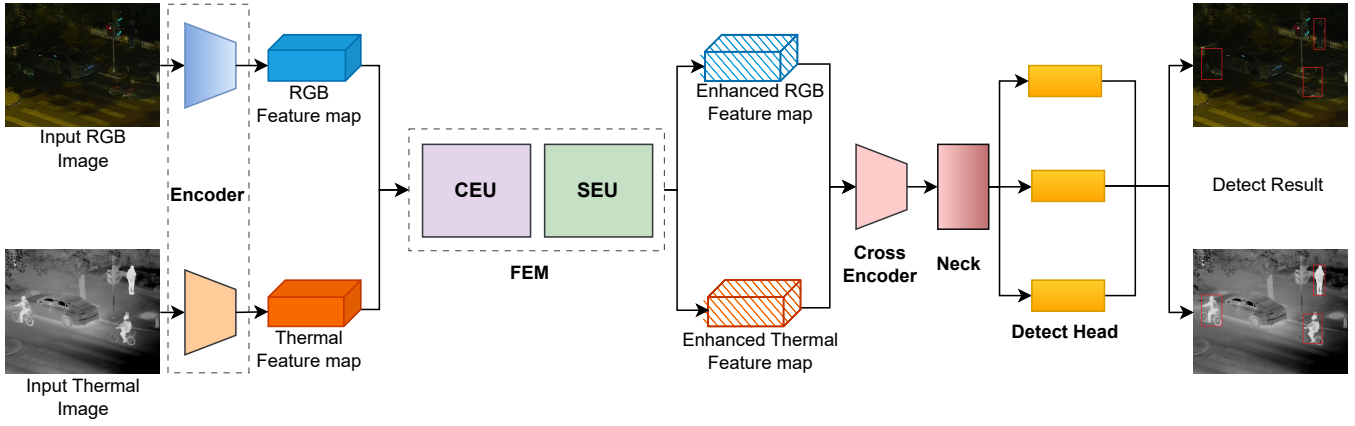 Input RGB
Image
Encoder
RGB
Feature map
Input Thermal
Image
Thermal
Feature map
CEU
SEU
FEM
Enhanced RGB
Feature map
Enhanced Thermal
Feature map
Cross
Encoder
Neck
Detect Head
Detect Result